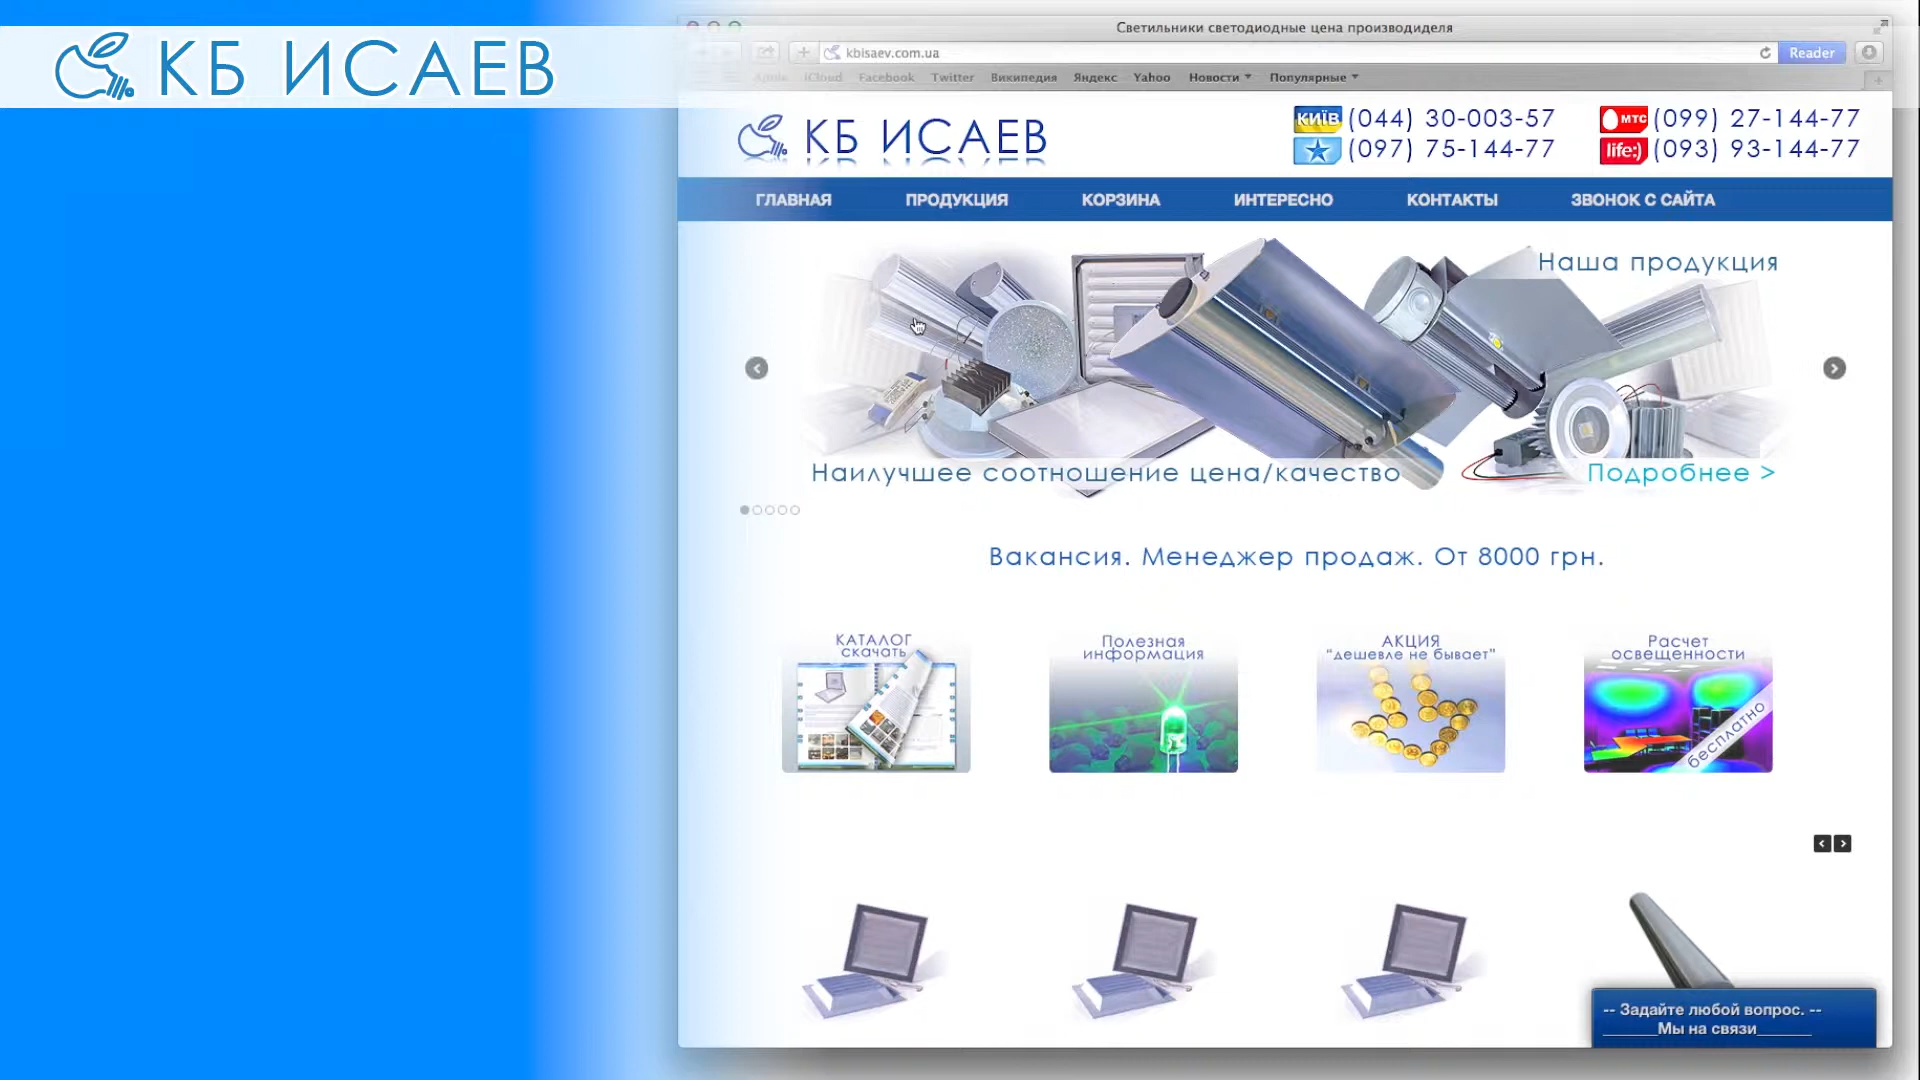 КБ ИСАЕВ
Светильники светодиодные цена производиделя
kbisaev.com.ua
Reader
Apple iCloud Facebook Twitter Википедия Яндекс Yahoo Новости Популярные
КБ ИСАЕВ
київ (044) 30-003-57
мтс (099) 27-144-77
(097) 75-144-77
life:) (093) 93-144-77
ГЛАВНАЯ ПРОДУКЦИЯ КОРЗИНА ИНТЕРЕСНО КОНТАКТЫ ЗВОНОК С САЙТА
Наша продукция
Наилучшее соотношение цена/качество
Подробнее >
Вакансия. Менеджер продаж. От 8000 грн.
КАТАЛОГ
скачать
Полезная
информация
АКЦИЯ
“дешевле не бывает”
Расчет
освещенности
бесплатно
-- Задайте любой вопрос. --
______Мы на связи______